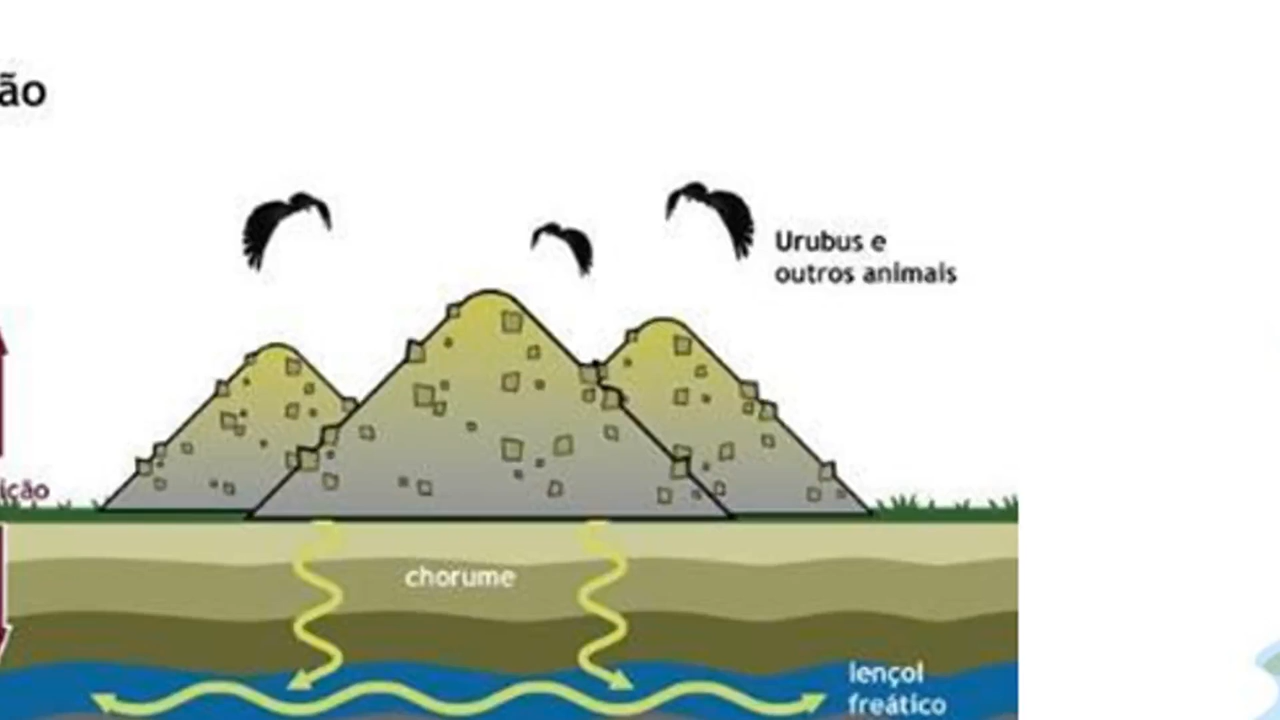 ão
Urubus e
outros animais
ição
chorume
lençol
freático